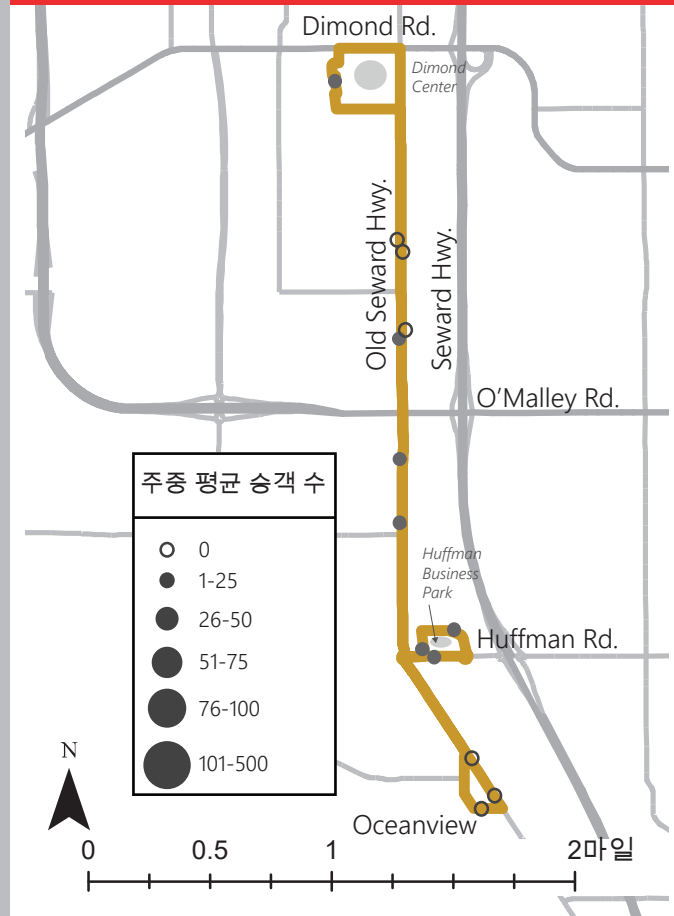 Dimond Rd.
Dimond
Center
Old Seward Hwy.
Seward Hwy.
O'Malley Rd.
주중 평균 승객 수
0
1-25
26-50
51-75
76-100
101-500
Huffman
Business
Park
Huffman Rd.
N
Oceanview
0 0.5 1 2마일